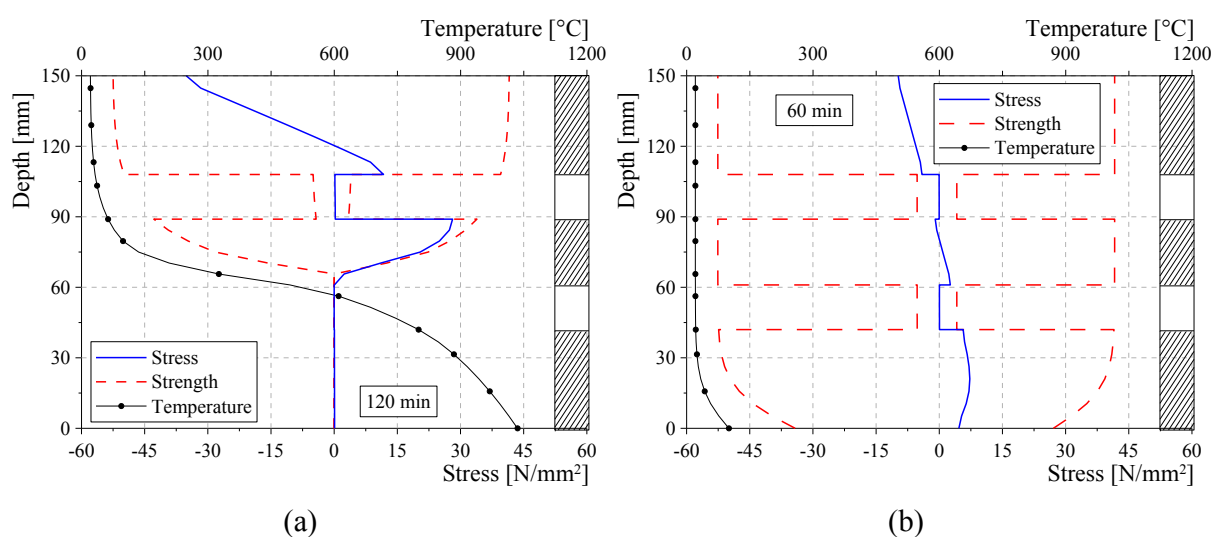 Temperature [°C]
0 300 600 900 1200
150
120
90
60
30
0
Depth [mm]
Stress
Strength
Temperature
120 min
-60 -45 -30 -15 0 15 30 45 60
Stress [N/mm²]
(a)
Temperature [°C]
0 300 600 900 1200
150
120
90
60
30
0
Depth [mm]
60 min
Stress
Strength
Temperature
-60 -45 -30 -15 0 15 30 45 60
Stress [N/mm²]
(b)